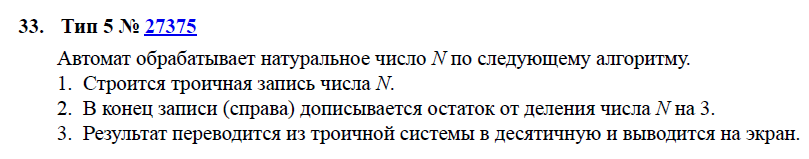 33. Тип 5 № 27375
Автомат обрабатывает натуральное число N по следующему алгоритму.
1. Строится троичная запись числа N.
2. В конец записи (справа) дописывается остаток от деления числа N на 3.
3. Результат переводится из троичной системы в десятичную и выводится на экран.